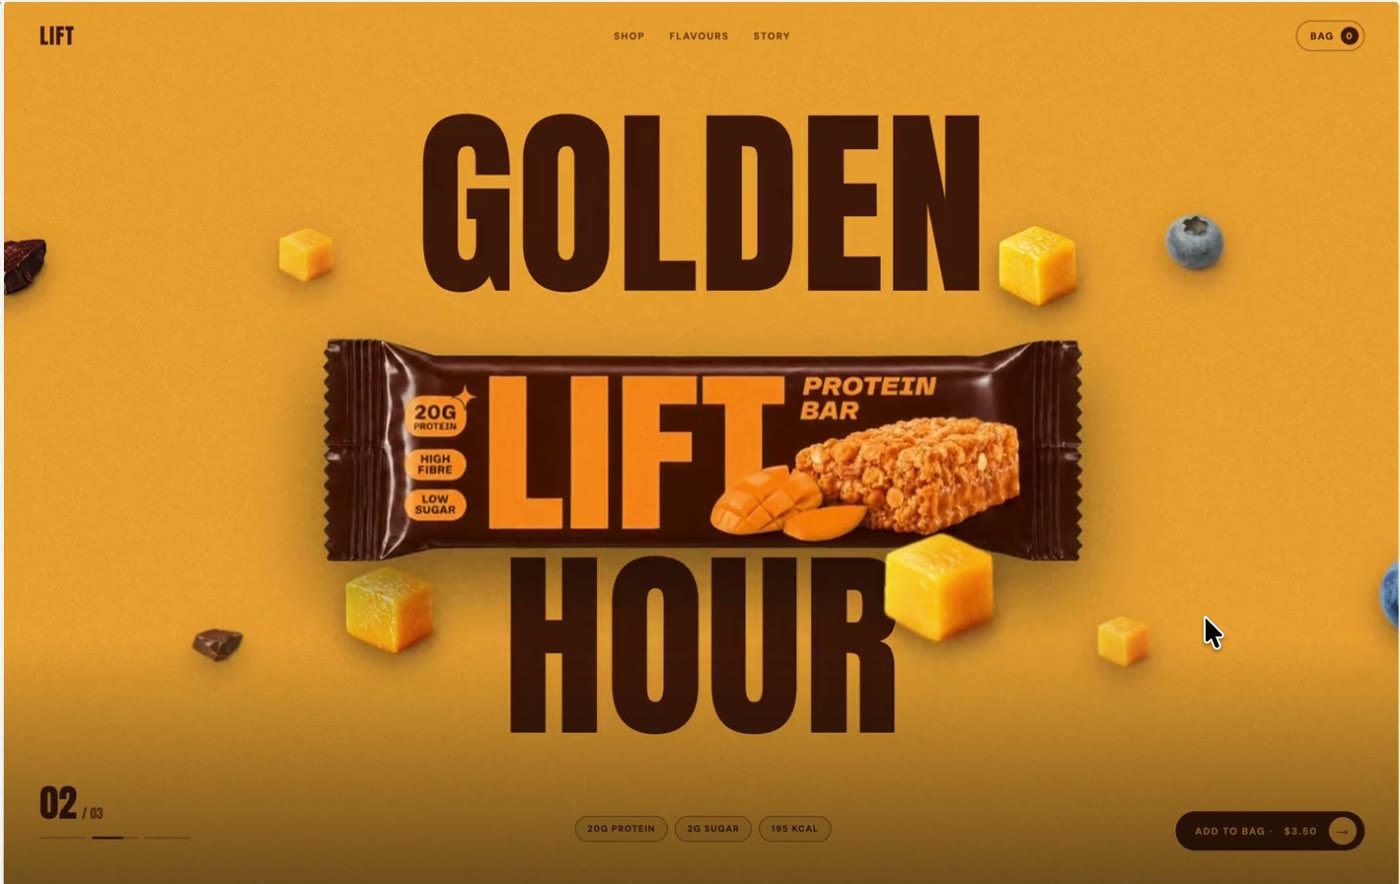 LIFT
SHOP FLAVOURS STORY
BAG 0
GOLDEN
20G
PROTEIN
HIGH
FIBRE
LOW
SUGAR
LIFT
PROTEIN
BAR
HOUR
02 / 03
20G PROTEIN 2G SUGAR 195 KCAL
ADD TO BAG · $3.50 →